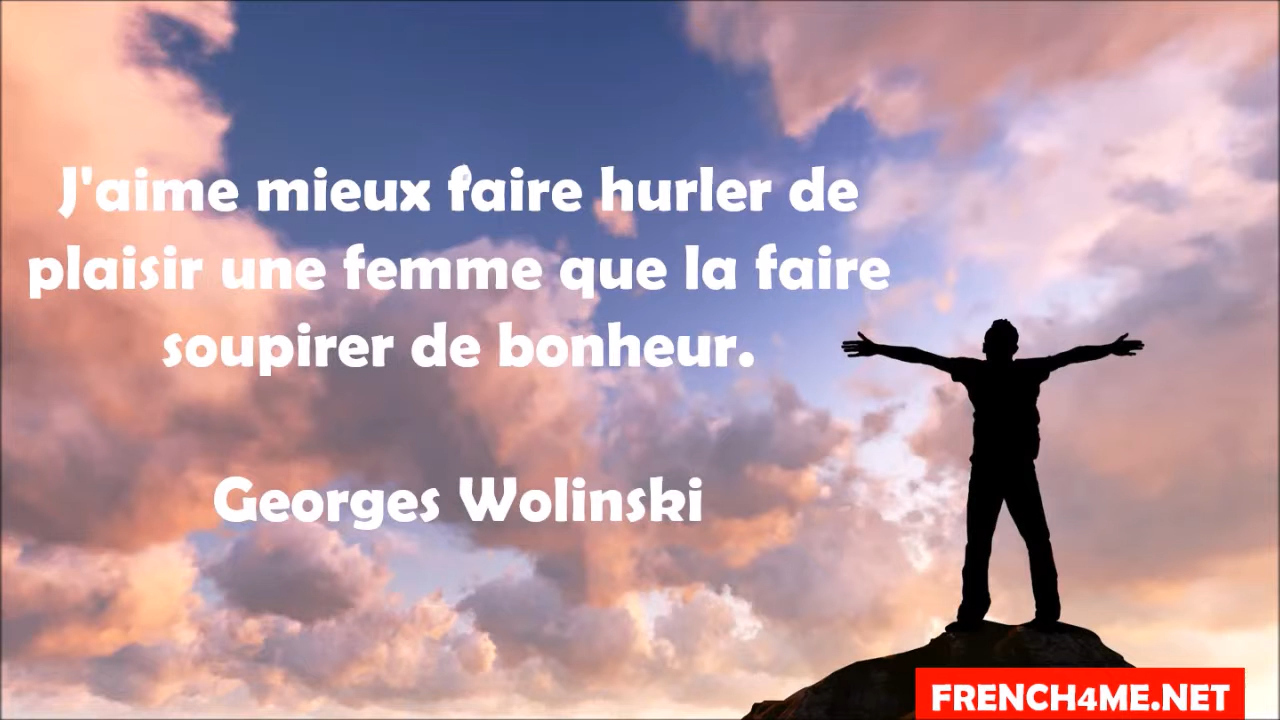 J'aime mieux faire hurler de
plaisir une femme que la faire
soupirer de bonheur.
Georges Wolinski
FRENCH4ME.NET